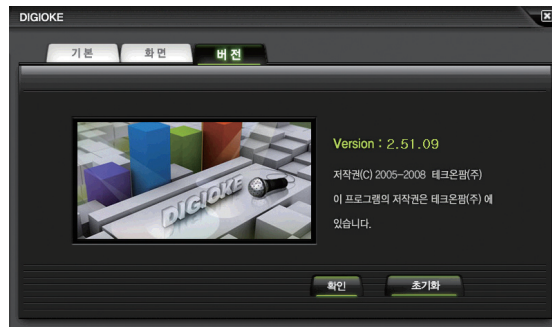 DIGIOKE
기본 화면 버전
DIGIOKE
Version : 2.51.09
저작권(C) 2005-2008 테크온팜(주)
이 프로그램의 저작권은 테크온팜(주) 에
있습니다.
확인 초기화